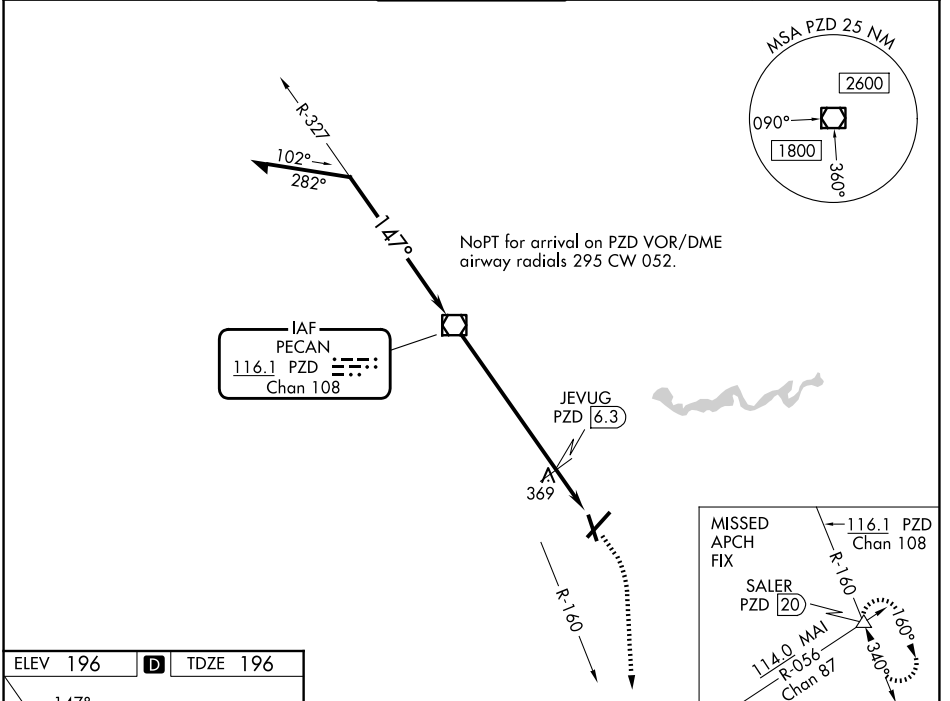 MSA PZD 25 NM
2600
090°
1800
360°
R-327
102°
282°
147°
NoPT for arrival on PZD VOR/DME
airway radials 295 CW 052.
IAF
PECAN
116.1 PZD
Chan 108
JEVUG
PZD 6.3
369
R-160
MISSED
APCH
FIX
116.1 PZD
Chan 108
R-160
SALER
PZD 20
114.0 MAI
R-056
Chan 87
160°
340°
ELEV 196 D TDZE 196
147°